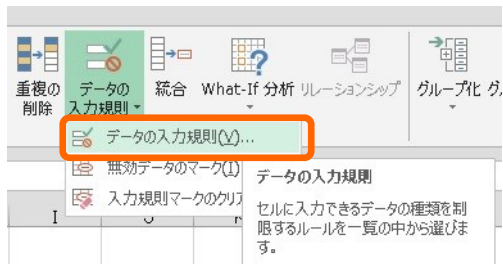 重複の 削除
データの 入力規則
統合
What-If 分析
リレーションシップ
グループ化
データの入力規則(V)...
無効データのマーク(I)
入力規則マークのクリア
データの入力規則
セルに入力できるデータの種類を制
限するルールを一覧の中から選びま
す。
I